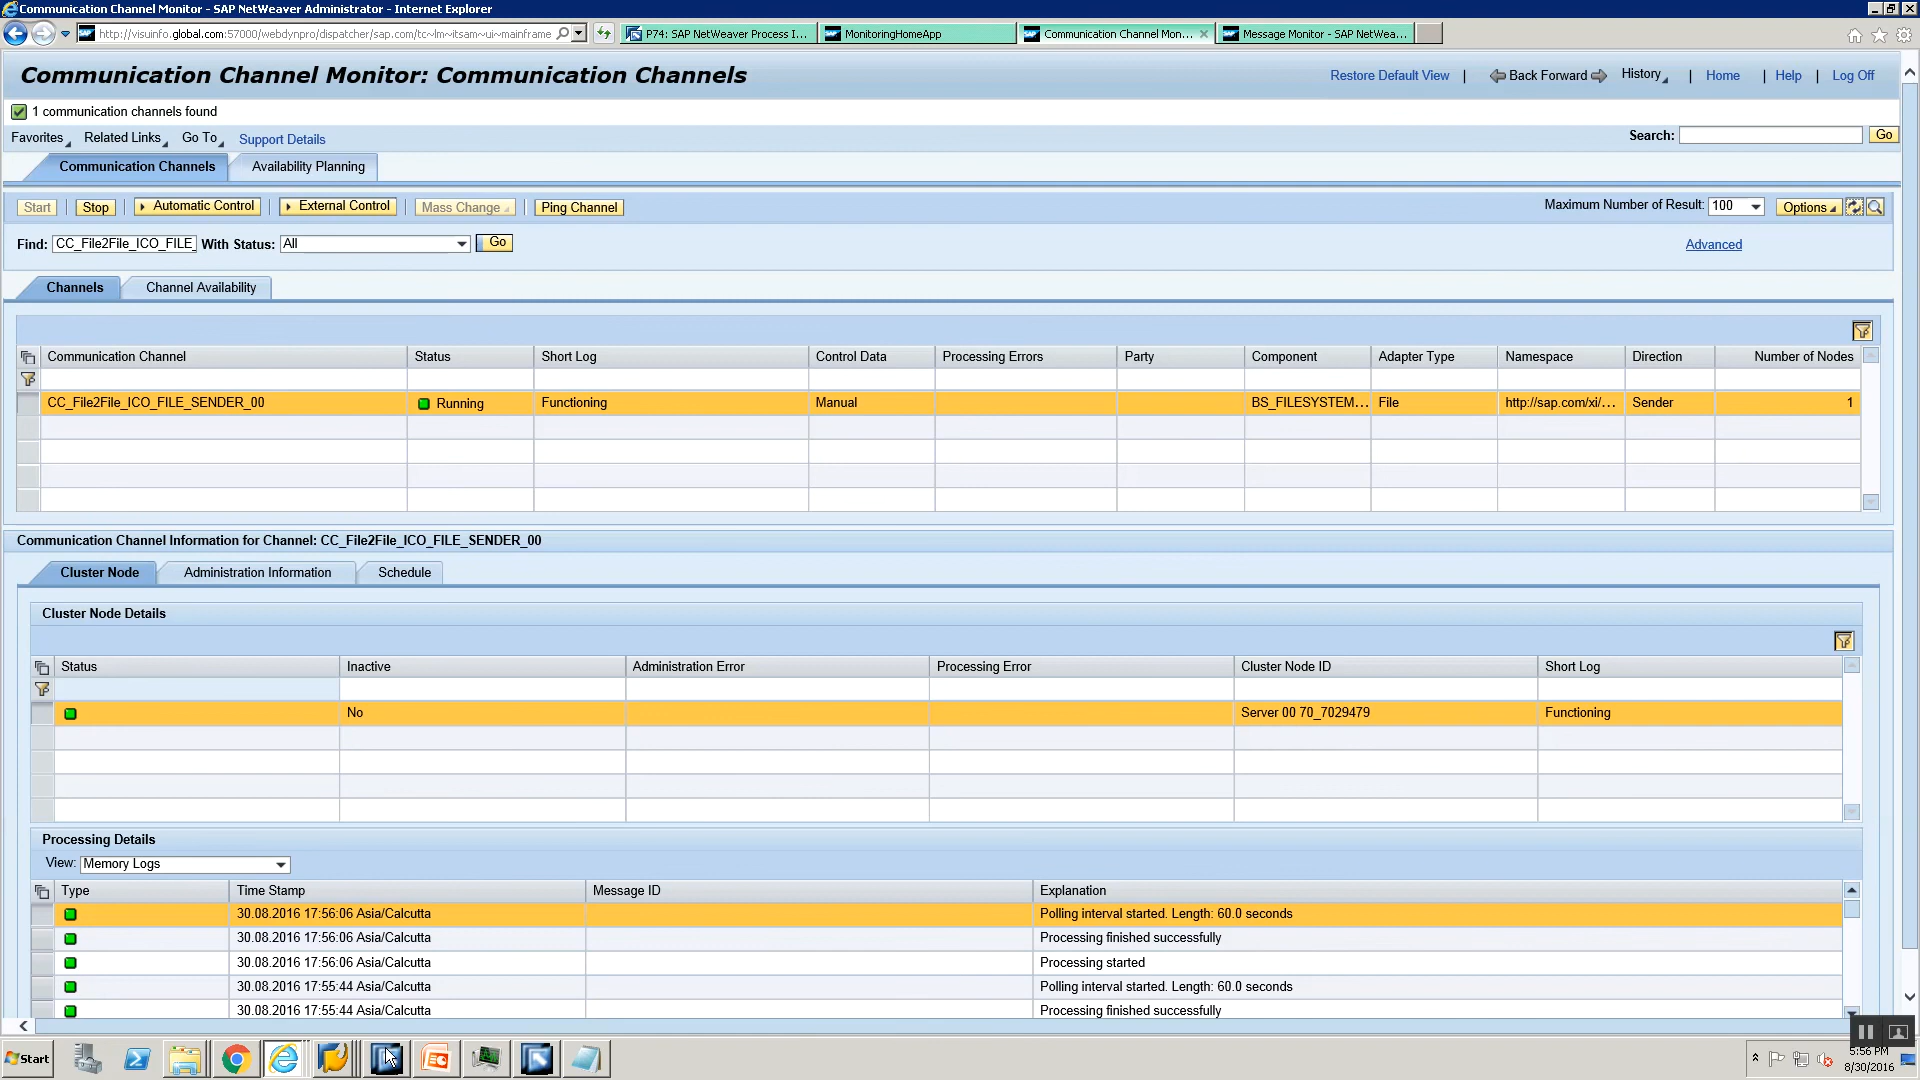 Communication Channel Monitor - SAP NetWeaver Administrator - Internet Explorer
http://visuinfo.global.com:57000/webdynpro/dispatcher/sap.com/tc~lm~itsam~ui~mainframe
P74: SAP NetWeaver Process I...
MonitoringHomeApp
Communication Channel Mon...
Message Monitor - SAP NetWea...
Communication Channel Monitor: Communication Channels
Restore Default View | Back Forward History | Home | Help | Log Off
1 communication channels found
Favorites Related Links Go To Support Details
Search: Go
Communication Channels Availability Planning
Start Stop Automatic Control External Control Mass Change Ping Channel
Maximum Number of Result: 100 Options
Find: CC_File2File_ICO_FILE_ With Status: All Go
Advanced
Channels Channel Availability
Communication Channel Status Short Log Control Data Processing Errors Party Component Adapter Type Namespace Direction Number of Nodes
CC_File2File_ICO_FILE_SENDER_00 Running Functioning Manual BS_FILESYSTEM... File http://sap.com/xi/... Sender 1
Communication Channel Information for Channel: CC_File2File_ICO_FILE_SENDER_00
Cluster Node Administration Information Schedule
Cluster Node Details
Status Inactive Administration Error Processing Error Cluster Node ID Short Log
No Server 00 70_7029479 Functioning
Processing Details
View: Memory Logs
Type Time Stamp Message ID Explanation
30.08.2016 17:56:06 Asia/Calcutta Polling interval started. Length: 60.0 seconds
30.08.2016 17:56:06 Asia/Calcutta Processing finished successfully
30.08.2016 17:56:06 Asia/Calcutta Processing started
30.08.2016 17:55:44 Asia/Calcutta Polling interval started. Length: 60.0 seconds
30.08.2016 17:55:44 Asia/Calcutta Processing finished successfully
Start
5:56 PM
8/30/2016